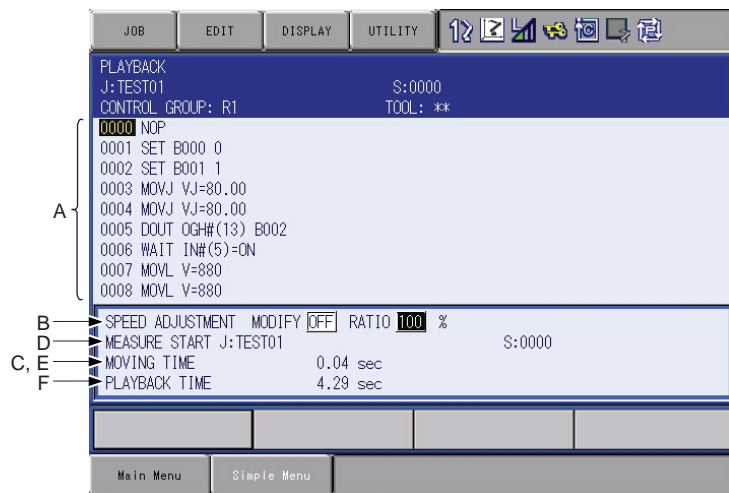 JOB EDIT DISPLAY UTILITY
PLAYBACK
J:TEST01 S:0000
CONTROL GROUP: R1 TOOL: **
0000 NOP
0001 SET B000 0
0002 SET B001 1
0003 MOVJ VJ=80.00
0004 MOVJ VJ=80.00
A
0005 DOUT OGH#(13) B002
0006 WAIT IN#(5)=ON
0007 MOVL V=880
0008 MOVL V=880
B SPEED ADJUSTMENT MODIFY OFF RATIO 100 %
D MEASURE START J:TEST01 S:0000
C, E MOVING TIME 0.04 sec
F PLAYBACK TIME 4.29 sec
Main Menu Simple Menu